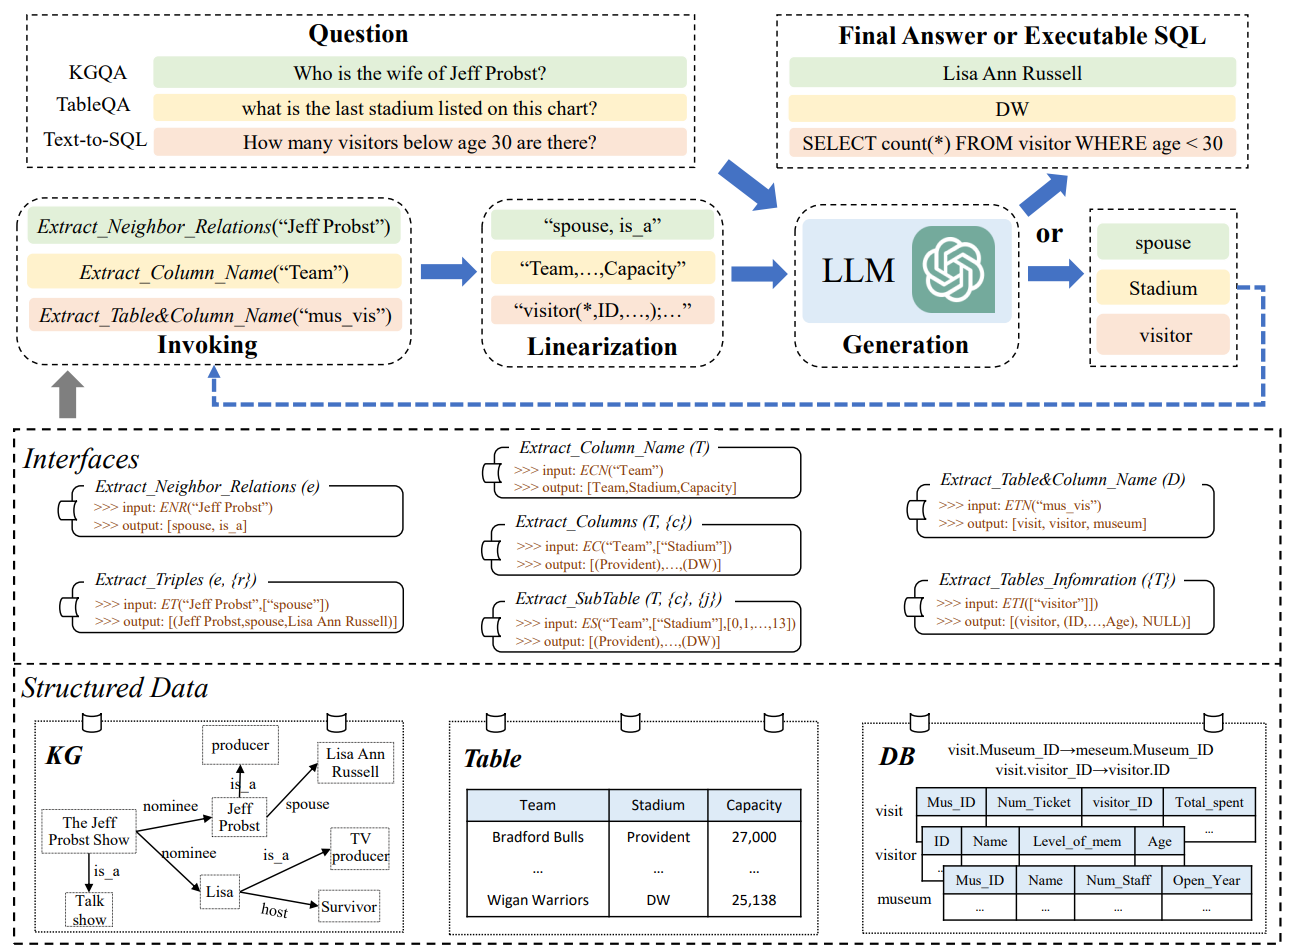 Question
KGQA
Who is the wife of Jeff Probst?
TableQA
what is the last stadium listed on this chart?
Text-to-SQL
How many visitors below age 30 are there?
Final Answer or Executable SQL
Lisa Ann Russell
DW
SELECT count(*) FROM visitor WHERE age < 30
Extract_Neighbor_Relations(“Jeff Probst”)
Extract_Column_Name(“Team”)
Extract_Table&Column_Name(“mus_vis”)
Invoking
“spouse, is_a”
“Team,…,Capacity”
“visitor(*,ID,…,);…”
Linearization
LLM
Generation
or
spouse
Stadium
visitor
Interfaces
Extract_Neighbor_Relations (e)
>>> input: ENR(“Jeff Probst”)
>>> output: [spouse, is_a]
Extract_Triples (e, {r})
>>> input: ET(“Jeff Probst”,[“spouse”])
>>> output: [(Jeff Probst,spouse,Lisa Ann Russell)]
Extract_Column_Name (T)
>>> input: ECN(“Team”)
>>> output: [Team,Stadium,Capacity]
Extract_Columns (T, {c})
>>> input: EC(“Team”,[“Stadium”])
>>> output: [(Provident),…,(DW)]
Extract_SubTable (T, {c}, {j})
>>> input: ES(“Team”,[“Stadium”],[0,1,…,13])
>>> output: [(Provident),…,(DW)]
Extract_Table&Column_Name (D)
>>> input: ETN(“mus_vis”)
>>> output: [visit, visitor, museum]
Extract_Tables_Infomration ({T})
>>> input: ETI([“visitor”]])
>>> output: [(visitor, (ID,…,Age), NULL)]
Structured Data
KG
producer
Lisa Ann
Russell
is_a
nominee
Jeff
Probst
spouse
The Jeff
Probst Show
nominee
is_a
TV
producer
is_a
Lisa
host
Survivor
Talk
show
Table
Team Stadium Capacity
Bradford Bulls Provident 27,000
... ... ...
Wigan Warriors DW 25,138
DB
visit.Museum_ID→meseum.Museum_ID
visit.visitor_ID→visitor.ID
visit
Mus_ID Num_Ticket visitor_ID Total_spent
...
visitor
ID Name Level_of_mem Age
...
museum
Mus_ID Name Num_Staff Open_Year
... ... ... ...